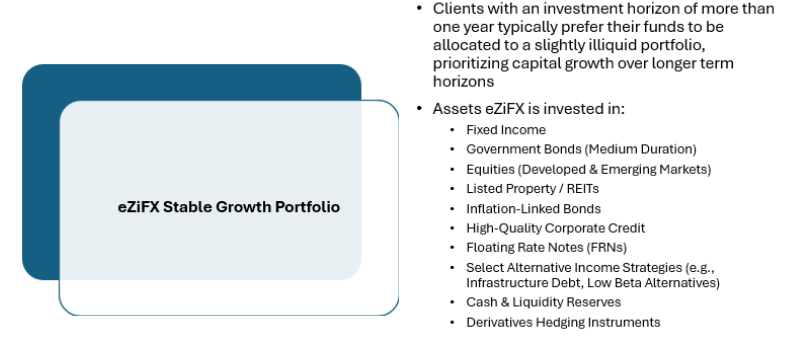 eZiFX Stable Growth Portfolio
• Clients with an investment horizon of more than
one year typically prefer their funds to be
allocated to a slightly illiquid portfolio,
prioritizing capital growth over longer term
horizons
• Assets eZiFX is invested in:
• Fixed Income
• Government Bonds (Medium Duration)
• Equities (Developed & Emerging Markets)
• Listed Property / REITs
• Inflation-Linked Bonds
• High-Quality Corporate Credit
• Floating Rate Notes (FRNs)
• Select Alternative Income Strategies (e.g.,
Infrastructure Debt, Low Beta Alternatives)
• Cash & Liquidity Reserves
• Derivatives Hedging Instruments